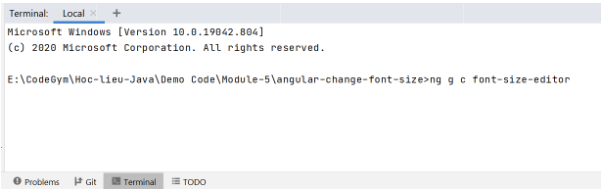 Terminal: Local × +
Microsoft Windows [Version 10.0.19042.804]
(c) 2020 Microsoft Corporation. All rights reserved.
E:\CodeGym\Hoc-lieu-Java\Demo Code\Module-5\angular-change-font-size>ng g c font-size-editor
Problems Git Terminal TODO